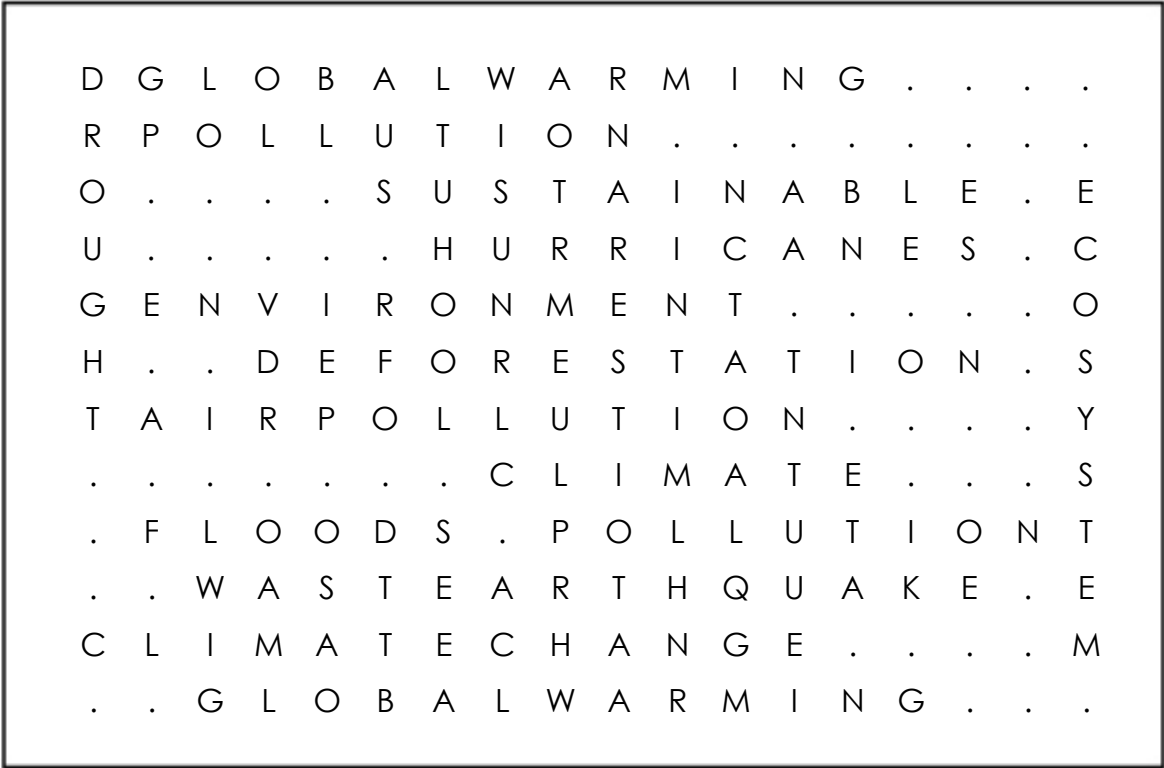 D G L O B A L W A R M I N G . . . .
R P O L L U T I O N . . . . . . . .
O . . . . S U S T A I N A B L E . E
U . . . . . H U R R I C A N E S . C
G E N V I R O N M E N T . . . . . O
H . . D E F O R E S T A T I O N . S
T A I R P O L L U T I O N . . . . Y
. . . . . . . C L I M A T E . . . S
. F L O O D S . P O L L U T I O N T
. . W A S T E A R T H Q U A K E . E
C L I M A T E C H A N G E . . . . M
. . G L O B A L W A R M I N G . . .